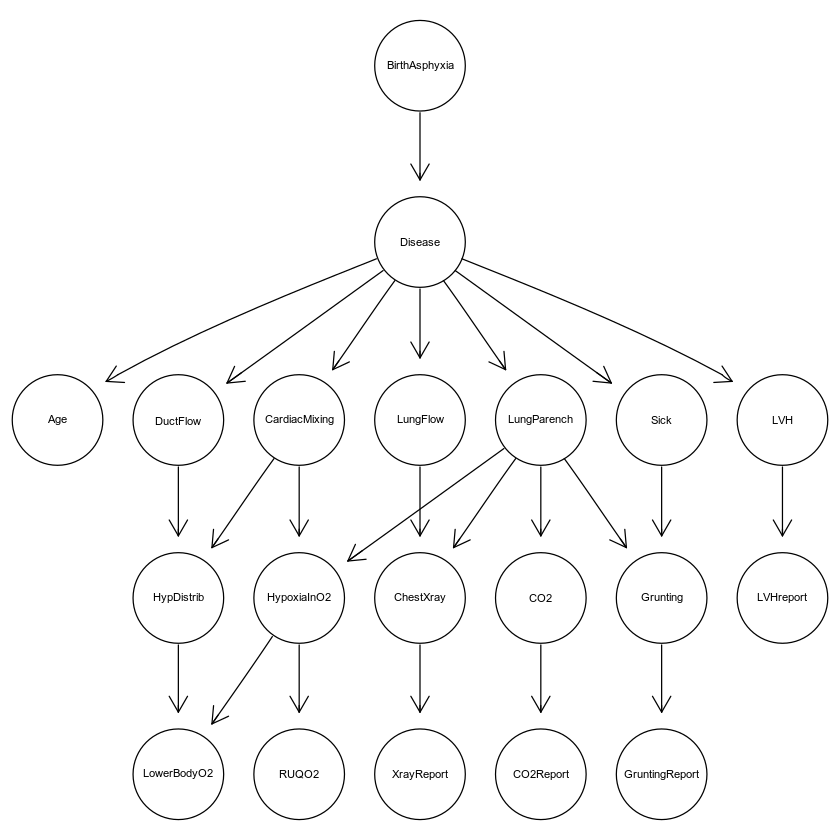 BirthAsphyxia
Disease
Age
DuctFlow
CardiacMixing
LungFlow
LungParench
Sick
LVH
HypDistrib
HypoxiaInO2
ChestXray
CO2
Grunting
LVHreport
LowerBodyO2
RUQO2
XrayReport
CO2Report
GruntingReport